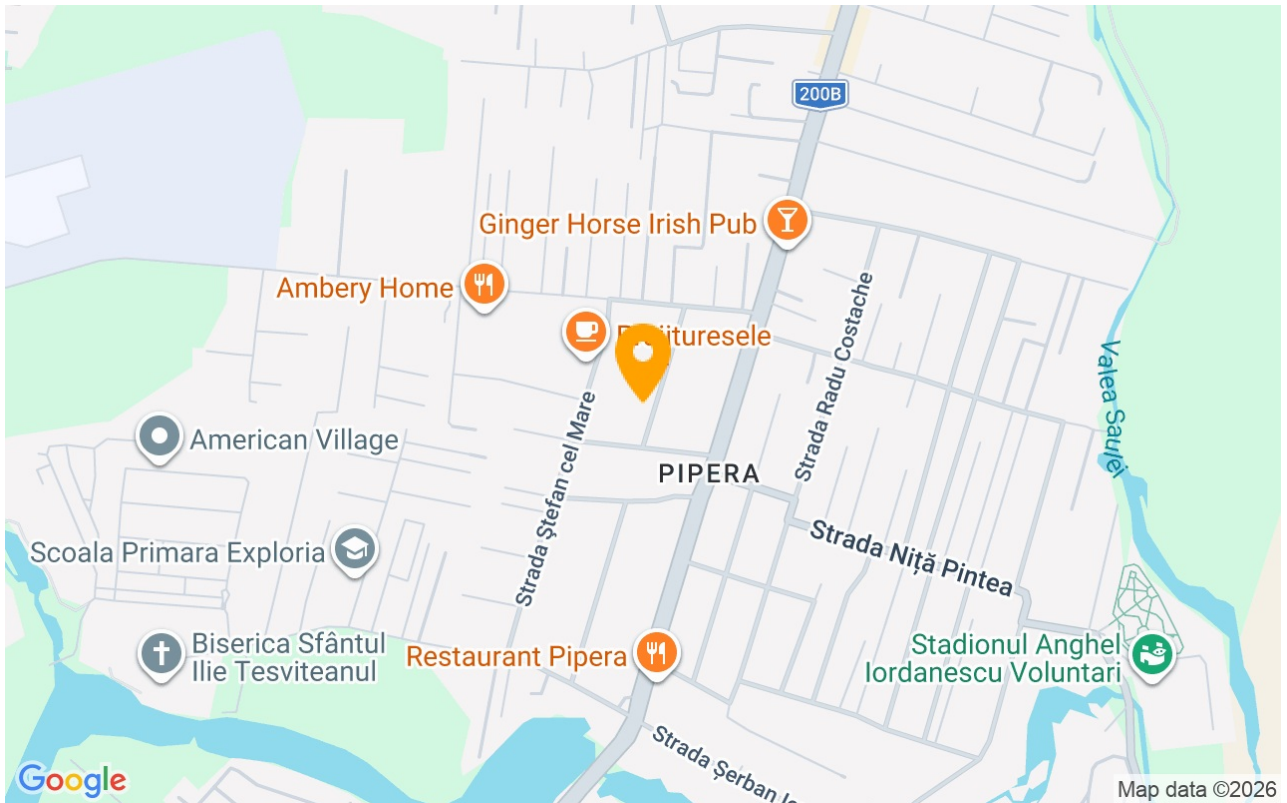 200B
Ginger Horse Irish Pub
Ambery Home
Strada Radu Costache
Valea Saulei
American Village
Strada Ștefan cel Mare
PIPERA
Scoala Primara Exploria
Strada Niță Pintea
Biserica Sfântul
Ilie Tesviteanul
Restaurant Pipera
Stadionul Anghel
Iordanescu Voluntari
Strada Șerban
Google
Map data ©2026